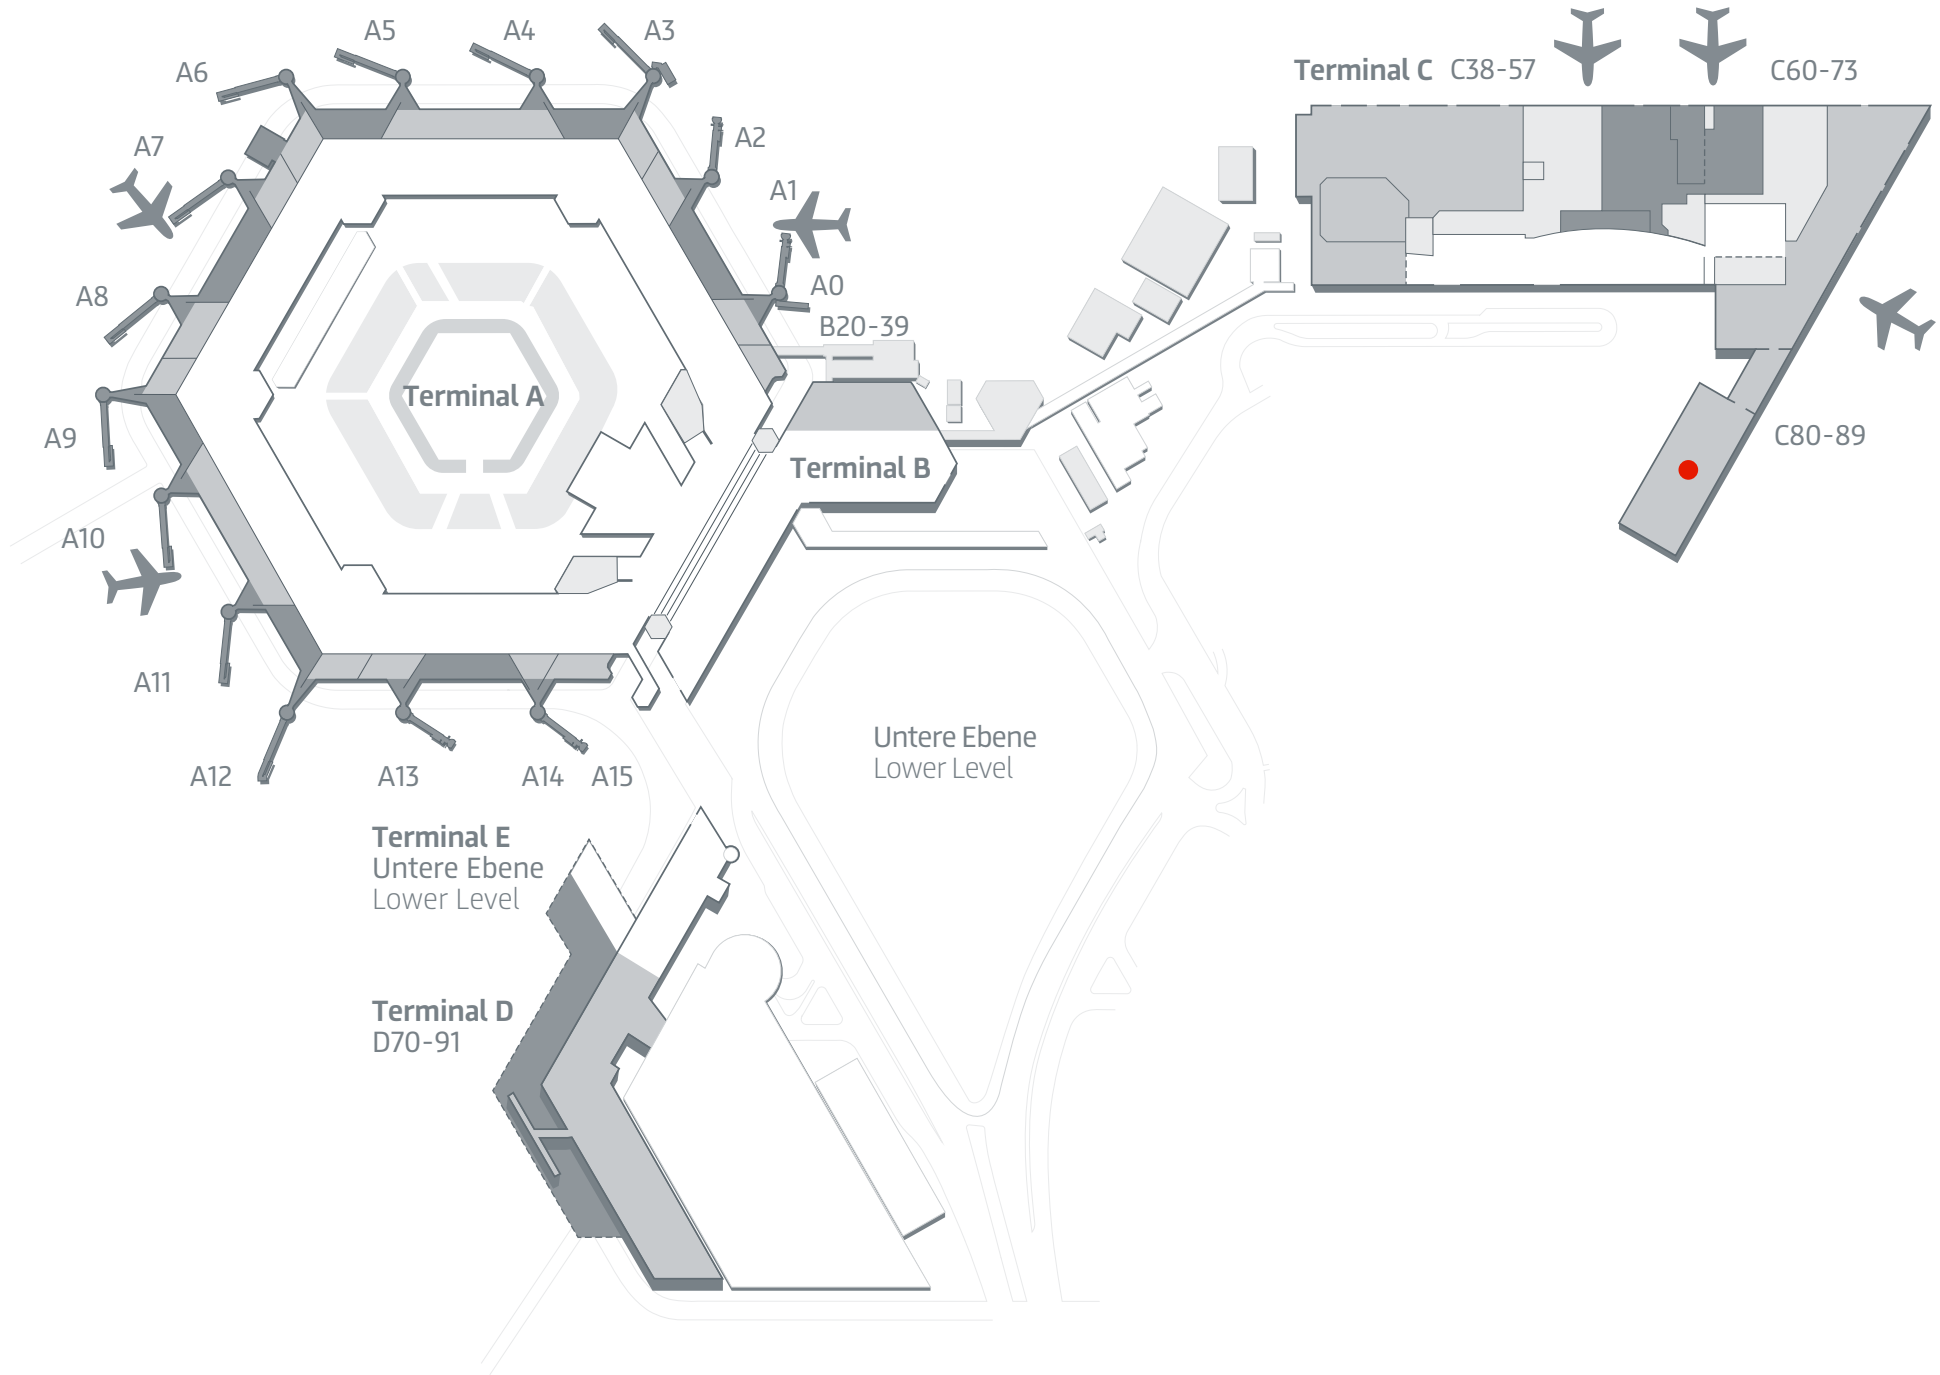 A5
A4
A3
A6
A7
A2
A1
A8
A0
B20-39
Terminal A
A9
Terminal B
A10
A11
A12
A13
A14
A15
Terminal C C38-57
C60-73
C80-89
Untere Ebene
Lower Level
Terminal E
Untere Ebene
Lower Level
Terminal D
D70-91